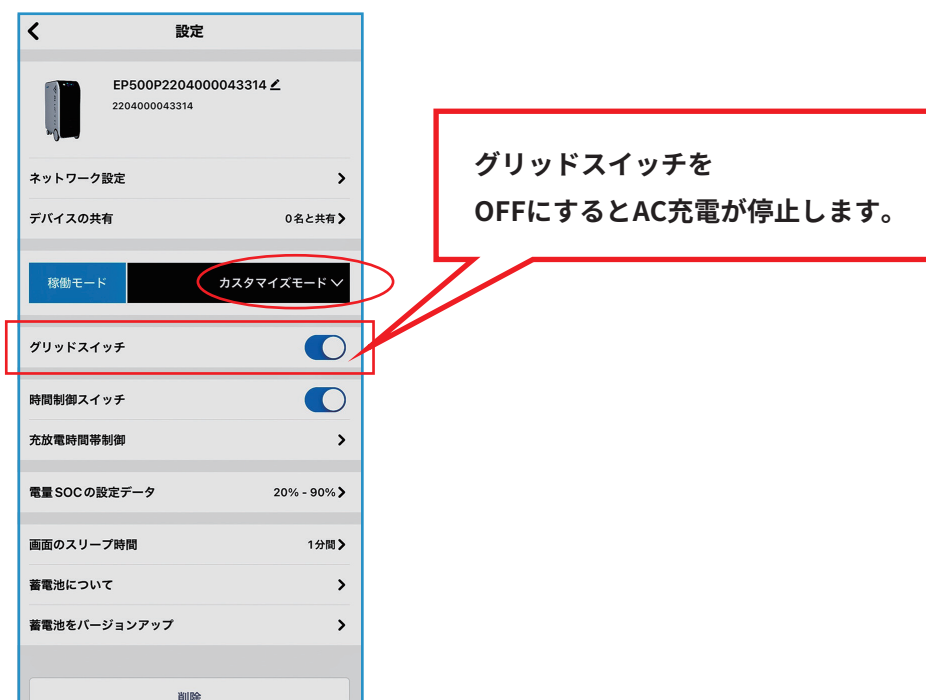 設定
EP500P2204000043314
2204000043314
ネットワーク設定
デバイスの共有 0名と共有
稼働モード カスタマイズモード
グリッドスイッチ
時間制御スイッチ
充放電時間帯制御
電量SOCの設定データ 20% - 90%
画面のスリープ時間 1分間
蓄電池について
蓄電池をバージョンアップ
削除
グリッドスイッチを
OFFにするとAC充電が停止します。